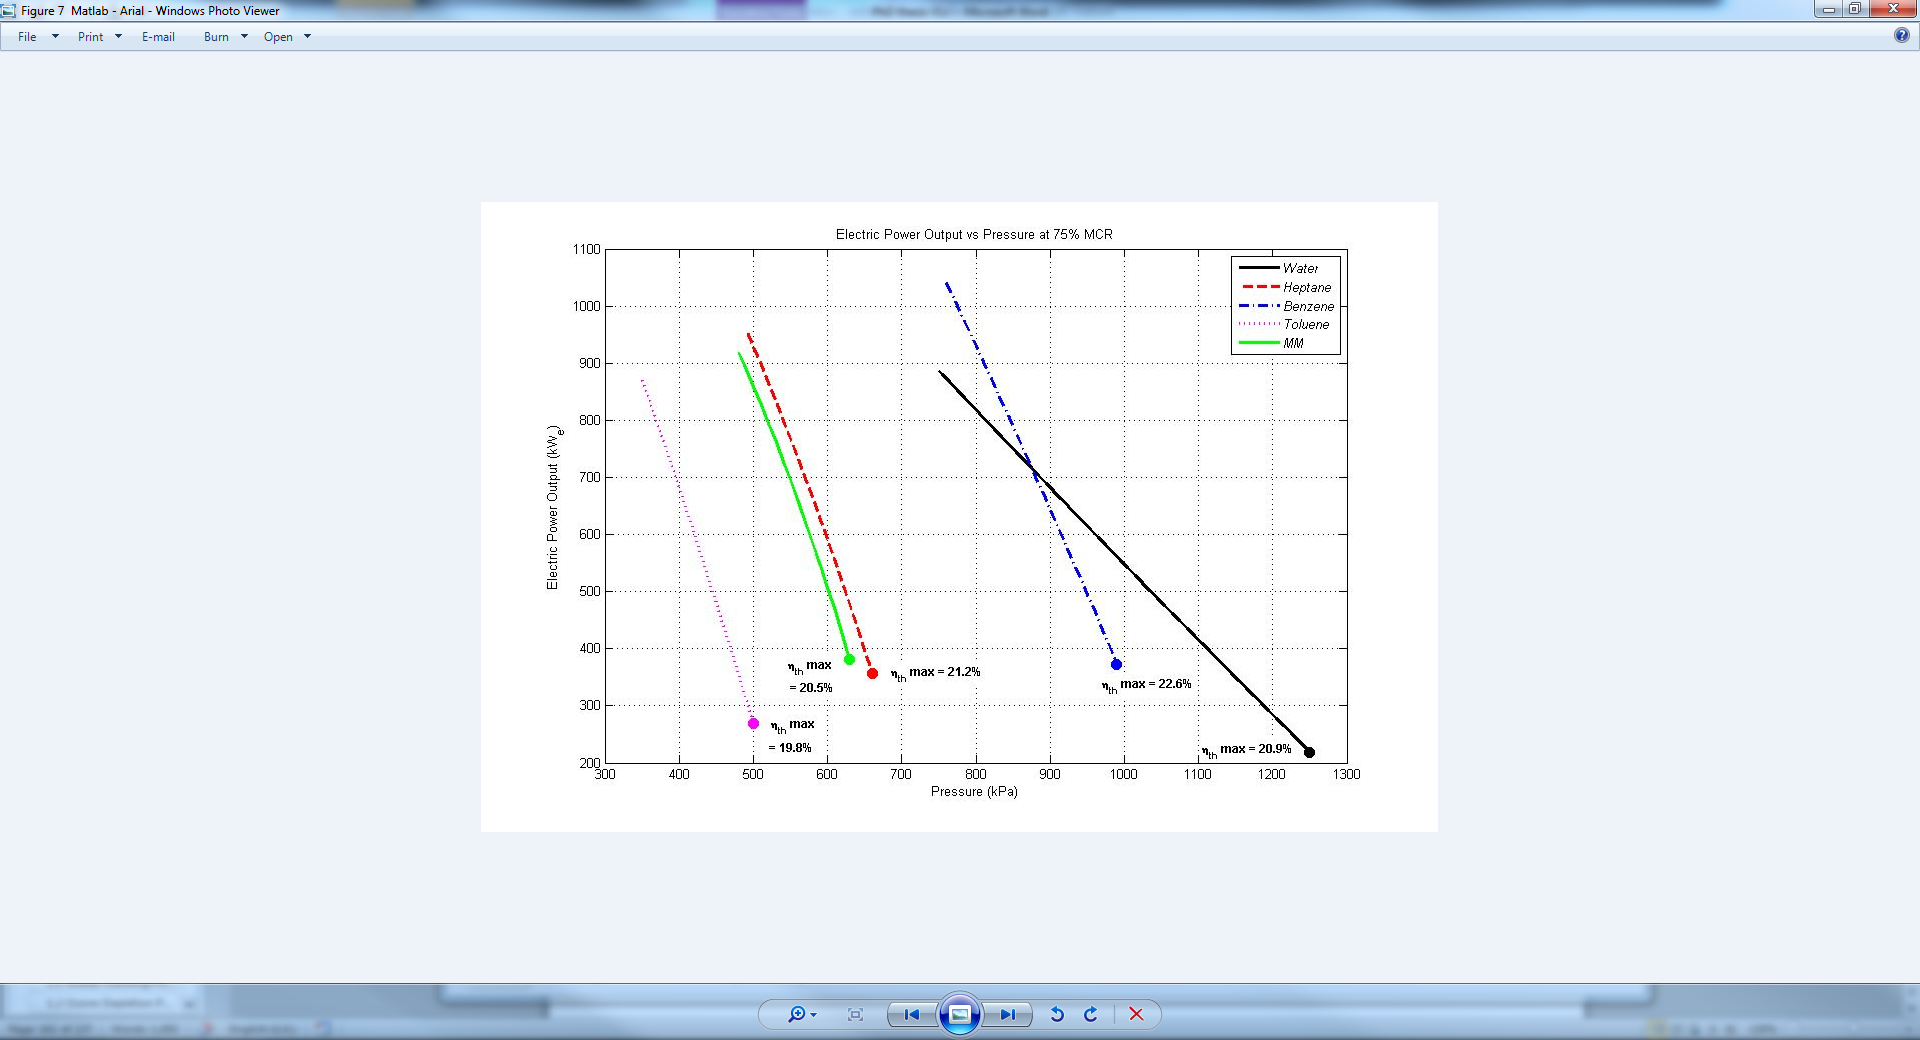 Figure 7  Matlab - Arial - Windows Photo Viewer
File Print E-mail Burn Open
Electric Power Output vs Pressure at 75% MCR
1100
1000
900
800
700
600
500
400
300
200
Electric Power Output (kWe)
Water
Heptane
Benzene
Toluene
MM
ηth max
= 20.5%
ηth max = 21.2%
ηth max = 22.6%
ηth max
= 19.8%
ηth max = 20.9%
300 400 500 600 700 800 900 1000 1100 1200 1300
Pressure (kPa)